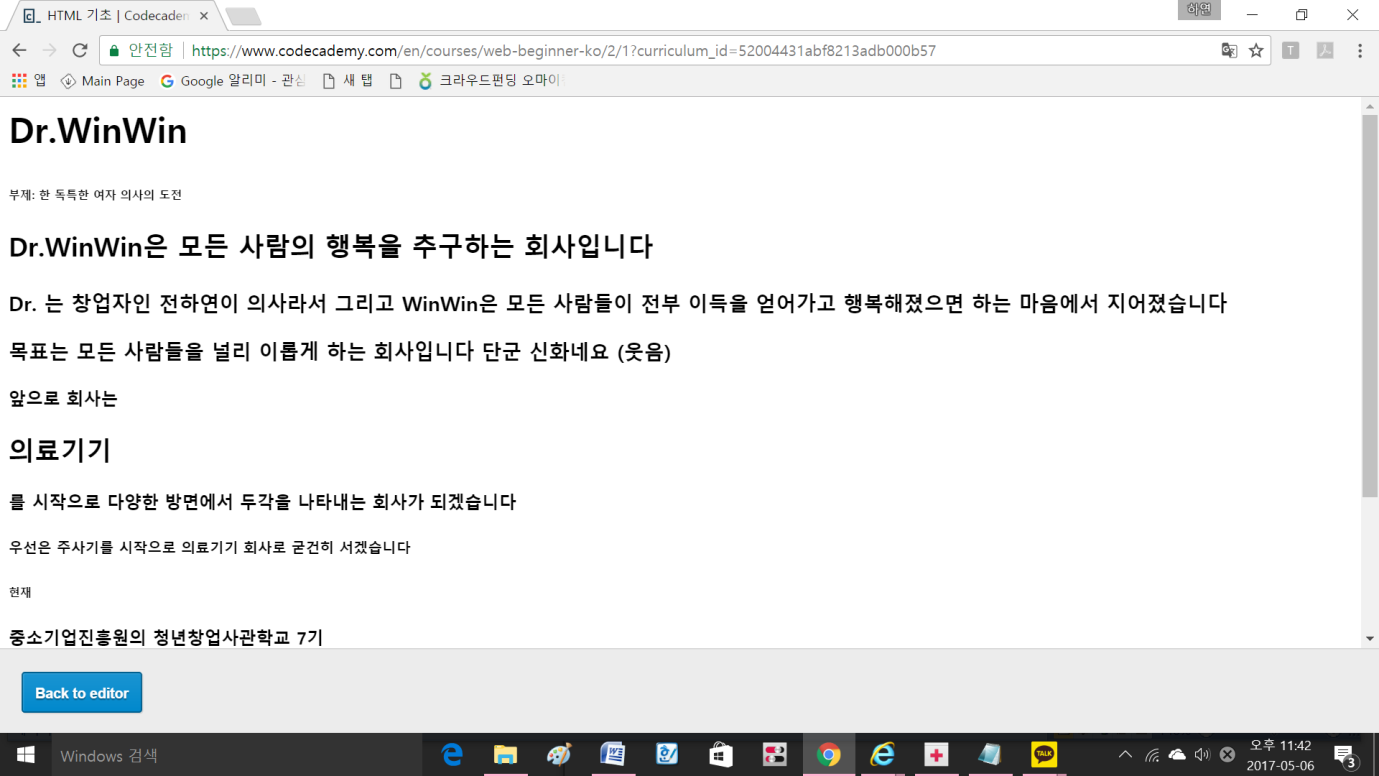 HTML 기초 | Codecadem
하연
안전함 https://www.codecademy.com/en/courses/web-beginner-ko/2/1?curriculum_id=52004431abf8213adb000b57
앱 Main Page Google 알리미 - 관심 새 탭 크라우드펀딩 오마이
Dr.WinWin
부제: 한 독특한 여자 의사의 도전
Dr.WinWin은 모든 사람의 행복을 추구하는 회사입니다
Dr. 는 창업자인 전하연이 의사라서 그리고 WinWin은 모든 사람들이 전부 이득을 얻어가고 행복해졌으면 하는 마음에서 지어졌습니다
목표는 모든 사람들을 널리 이롭게 하는 회사입니다 단군 신화네요 (웃음)
앞으로 회사는
의료기기
를 시작으로 다양한 방면에서 두각을 나타내는 회사가 되겠습니다
우선은 주사기를 시작으로 의료기기 회사로 굳건히 서겠습니다
현재
중소기업진흥원의 청년창업사관학교 7기
Back to editor
Windows 검색
TALK
오후 11:42
2017-05-06
3